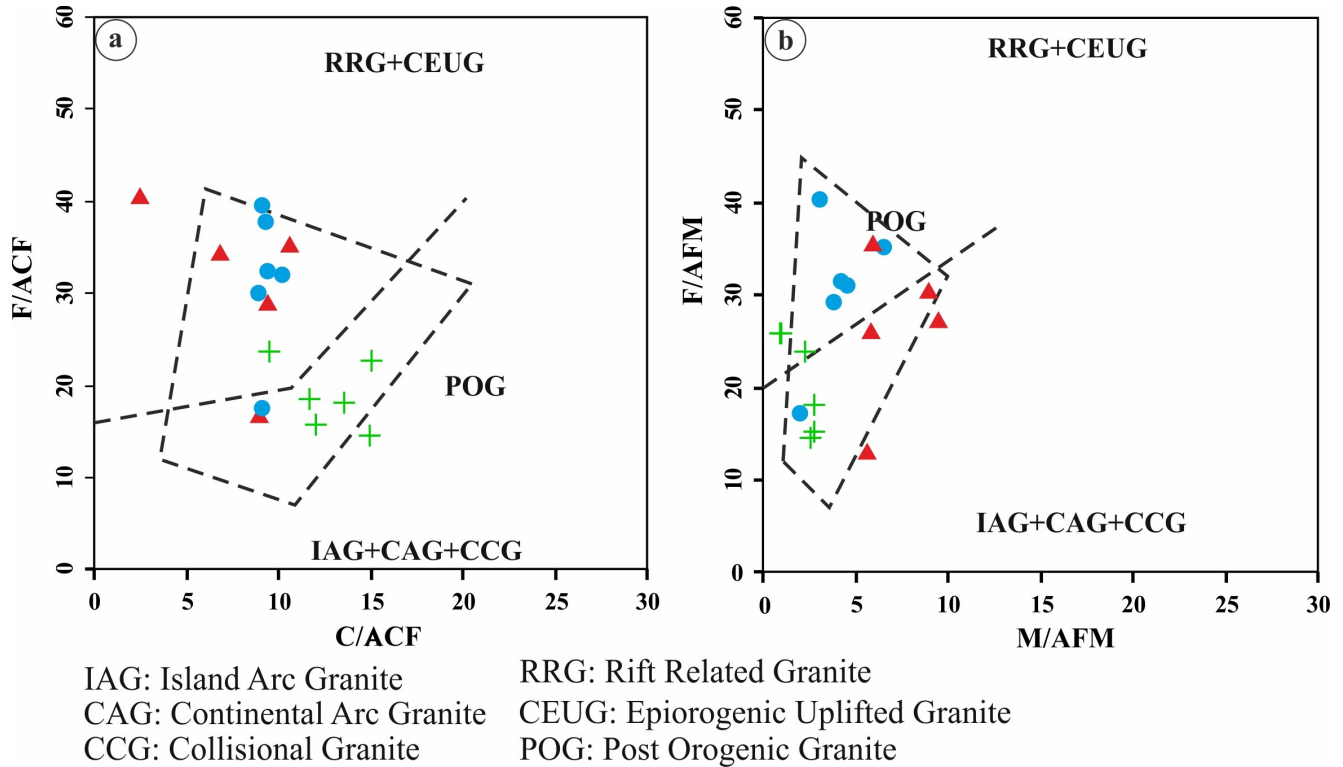 a
RRG+CEUG
POG
IAG+CAG+CCG
60
50
40
30
20
10
0
F/ACF
0 5 10 15 20 25 30
C/ACF
b
RRG+CEUG
POG
IAG+CAG+CCG
60
50
40
30
20
10
0
F/AFM
0 5 10 15 20 25 30
M/AFM
IAG: Island Arc Granite
CAG: Continental Arc Granite
CCG: Collisional Granite
RRG: Rift Related Granite
CEUG: Epiorogenic Uplifted Granite
POG: Post Orogenic Granite